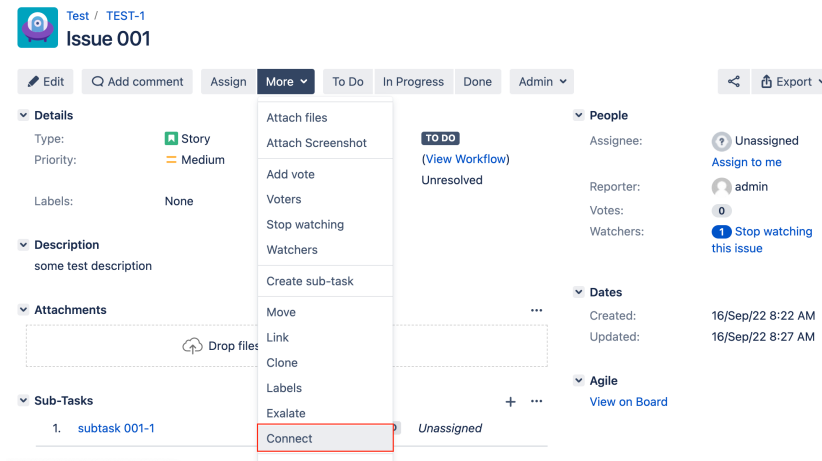 Test / TEST-1
Issue 001
Edit Add comment Assign More To Do In Progress Done Admin Export
Details
Type: Story
Priority: Medium
Labels: None
TO DO
(View Workflow)
Unresolved
Description
some test description
Attachments
Drop files
Sub-Tasks
1. subtask 001-1 Unassigned
Attach files
Attach Screenshot
Add vote
Voters
Stop watching
Watchers
Create sub-task
Move
Link
Clone
Labels
Exalate
Connect
People
Assignee: Unassigned
Assign to me
Reporter: admin
Votes: 0
Watchers: 1 Stop watching
this issue
Dates
Created: 16/Sep/22 8:22 AM
Updated: 16/Sep/22 8:27 AM
Agile
View on Board